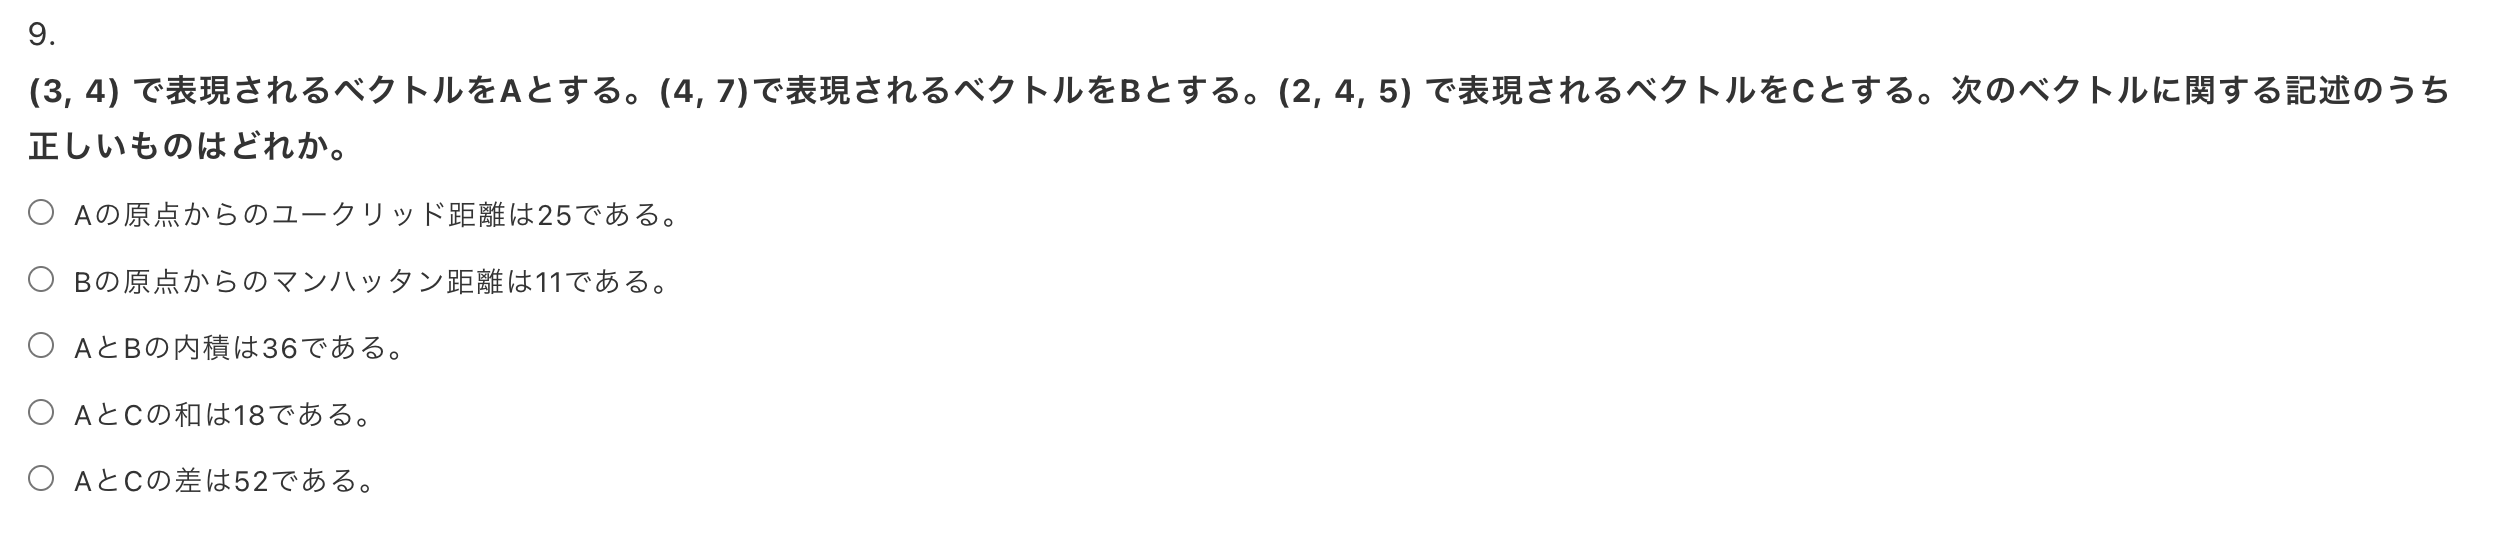 9.
(3, 4) で表現されるベクトルをAとする。(4, 7)で表現されるベクトルをBとする。(2, 4, 5) で表現されるベクトルをCとする。次のベクトルに関する記述のうち
正しいものはどれか。
Aの原点からのユークリッド距離は25である。
Bの原点からのマンハッタン距離は11である。
AとBの内積は36である。
AとCの和は18である。
AとCの差は52である。